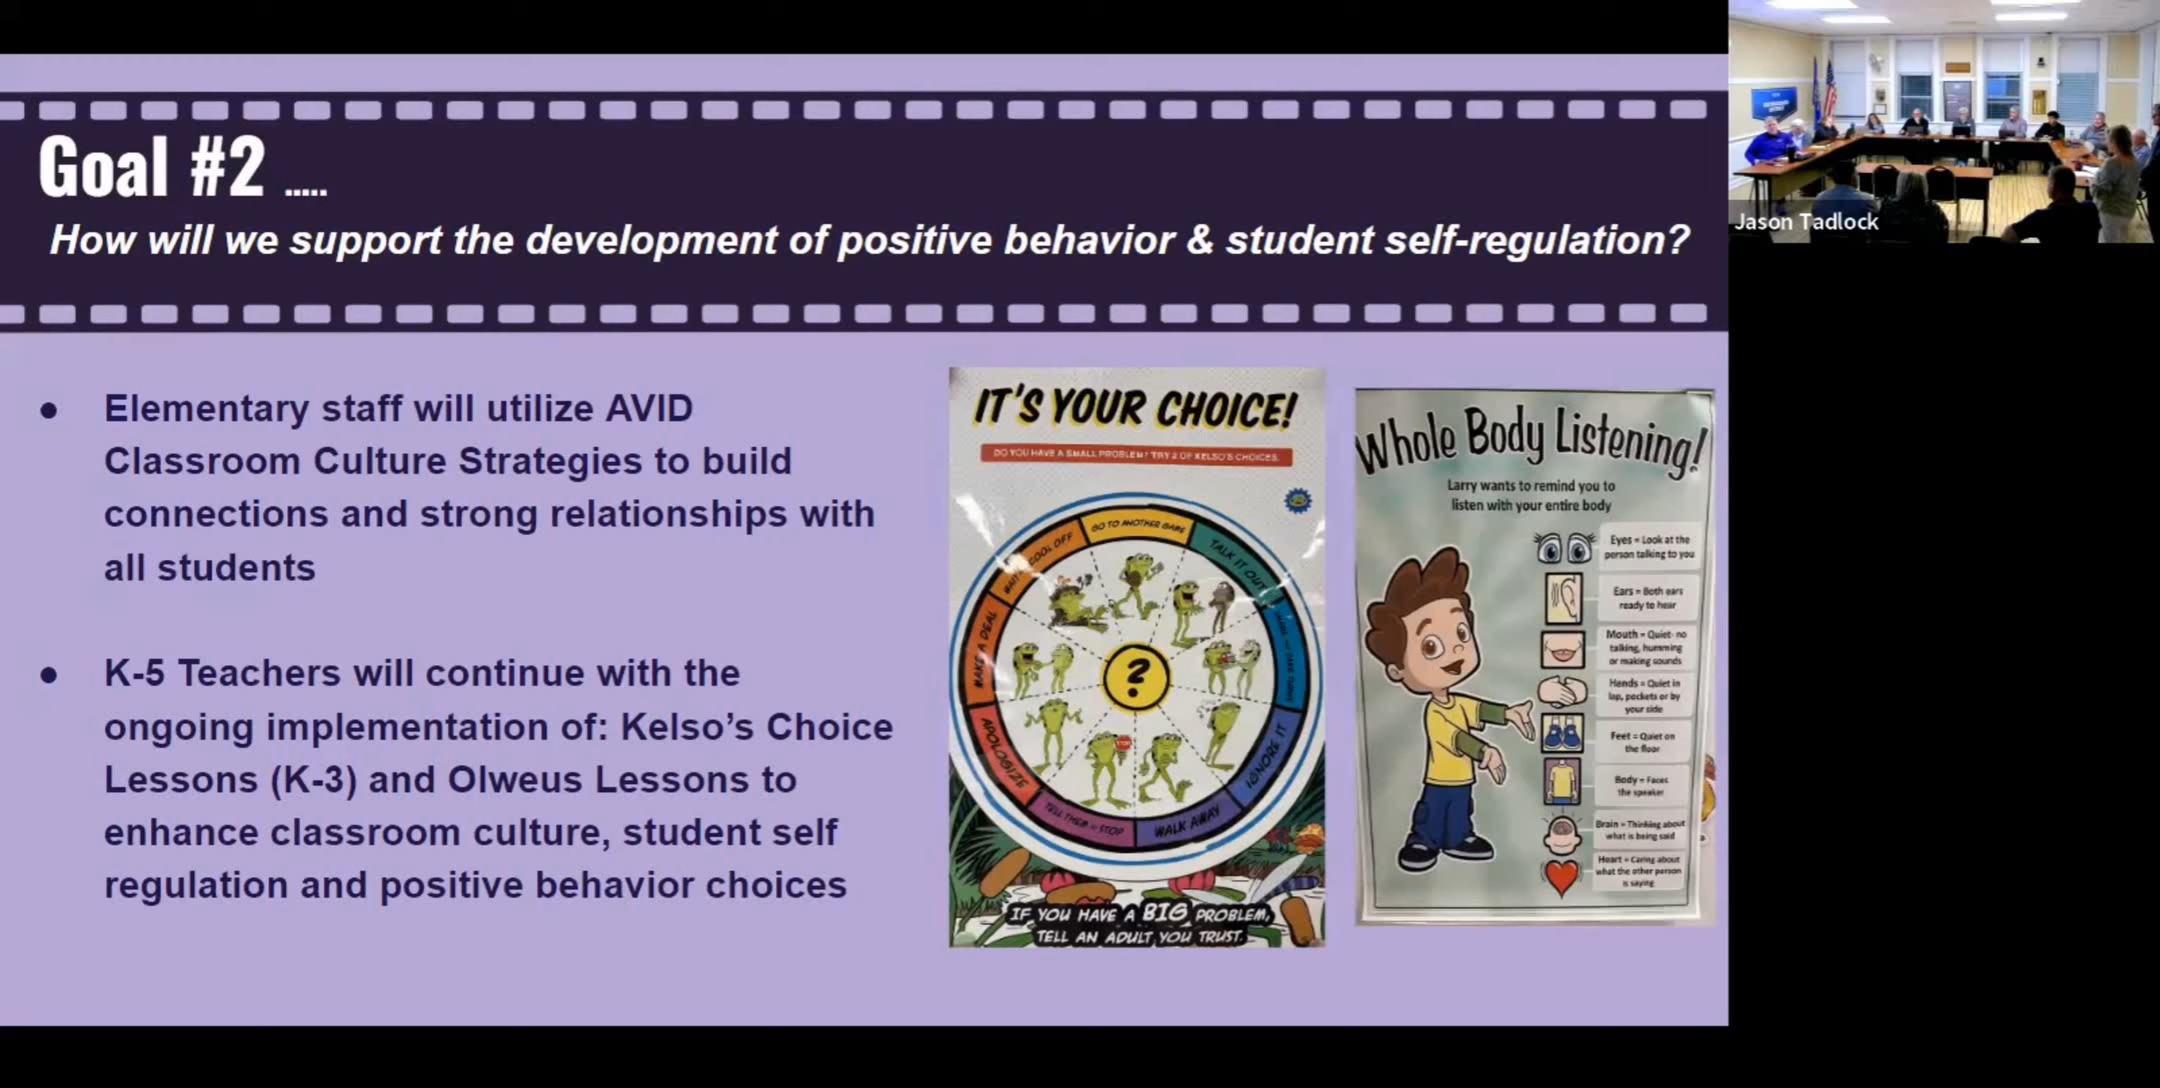 Goal #2 .....
How will we support the development of positive behavior & student self-regulation?
● Elementary staff will utilize AVID
Classroom Culture Strategies to build
connections and strong relationships with
all students
● K-5 Teachers will continue with the
ongoing implementation of: Kelso’s Choice
Lessons (K-3) and Olweus Lessons to
enhance classroom culture, student self
regulation and positive behavior choices
IT'S YOUR CHOICE!
DO YOU HAVE A SMALL PROBLEM? TRY 2 OF KELSO'S CHOICES.
GO TO ANOTHER GAME
TALK IT OUT
IGNORE IT
WALK AWAY
TELL THEM STOP
APOLOGIZE
MAKE A DEAL
COOL OFF
?
STOP
IF YOU HAVE A BIG PROBLEM,
TELL AN ADULT YOU TRUST.
Whole Body Listening!
Larry wants to remind you to
listen with your entire body
Eyes = Look at the
person talking to you
Ears = Both ears
ready to hear
Mouth = Quiet- no
talking, humming
or making sounds
Hands = Quiet in
lap, pockets or by
your side
Feet = Quiet on
the floor
Body = Faces
the speaker
Brain = Thinking about
what is being said
Heart = Caring about
what the other person
is saying
Jason Tadlock